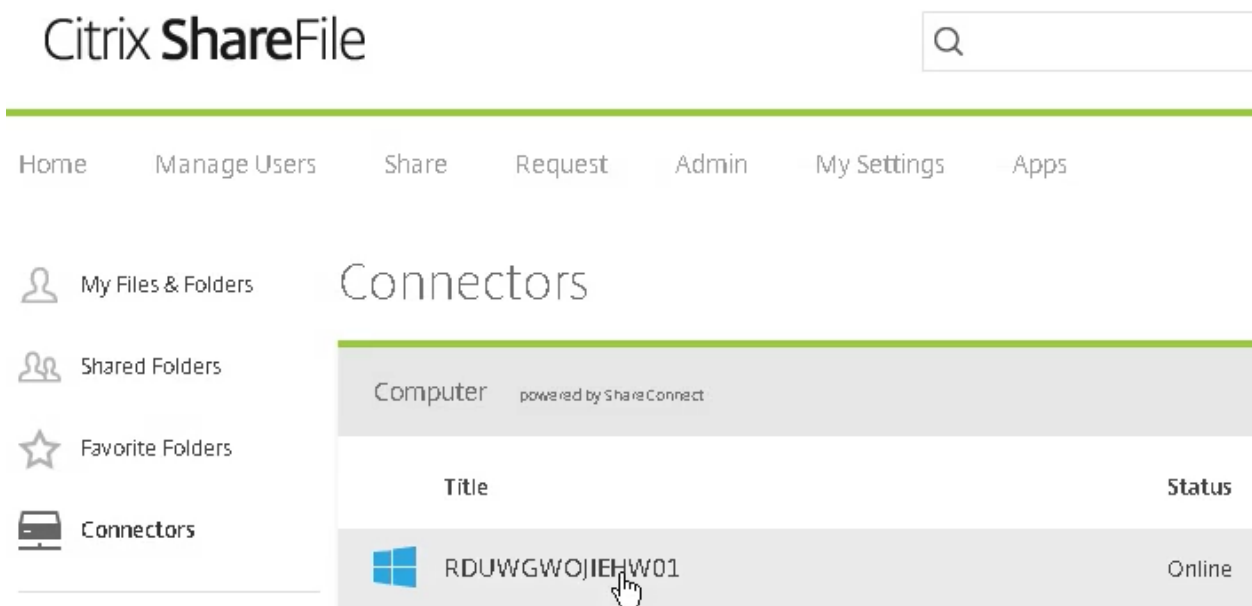 Citrix ShareFile
Home Manage Users Share Request Admin My Settings Apps
My Files & Folders
Shared Folders
Favorite Folders
Connectors
Connectors
Computer powered by ShareConnect
Title Status
RDUWGWOJIEHW01 Online